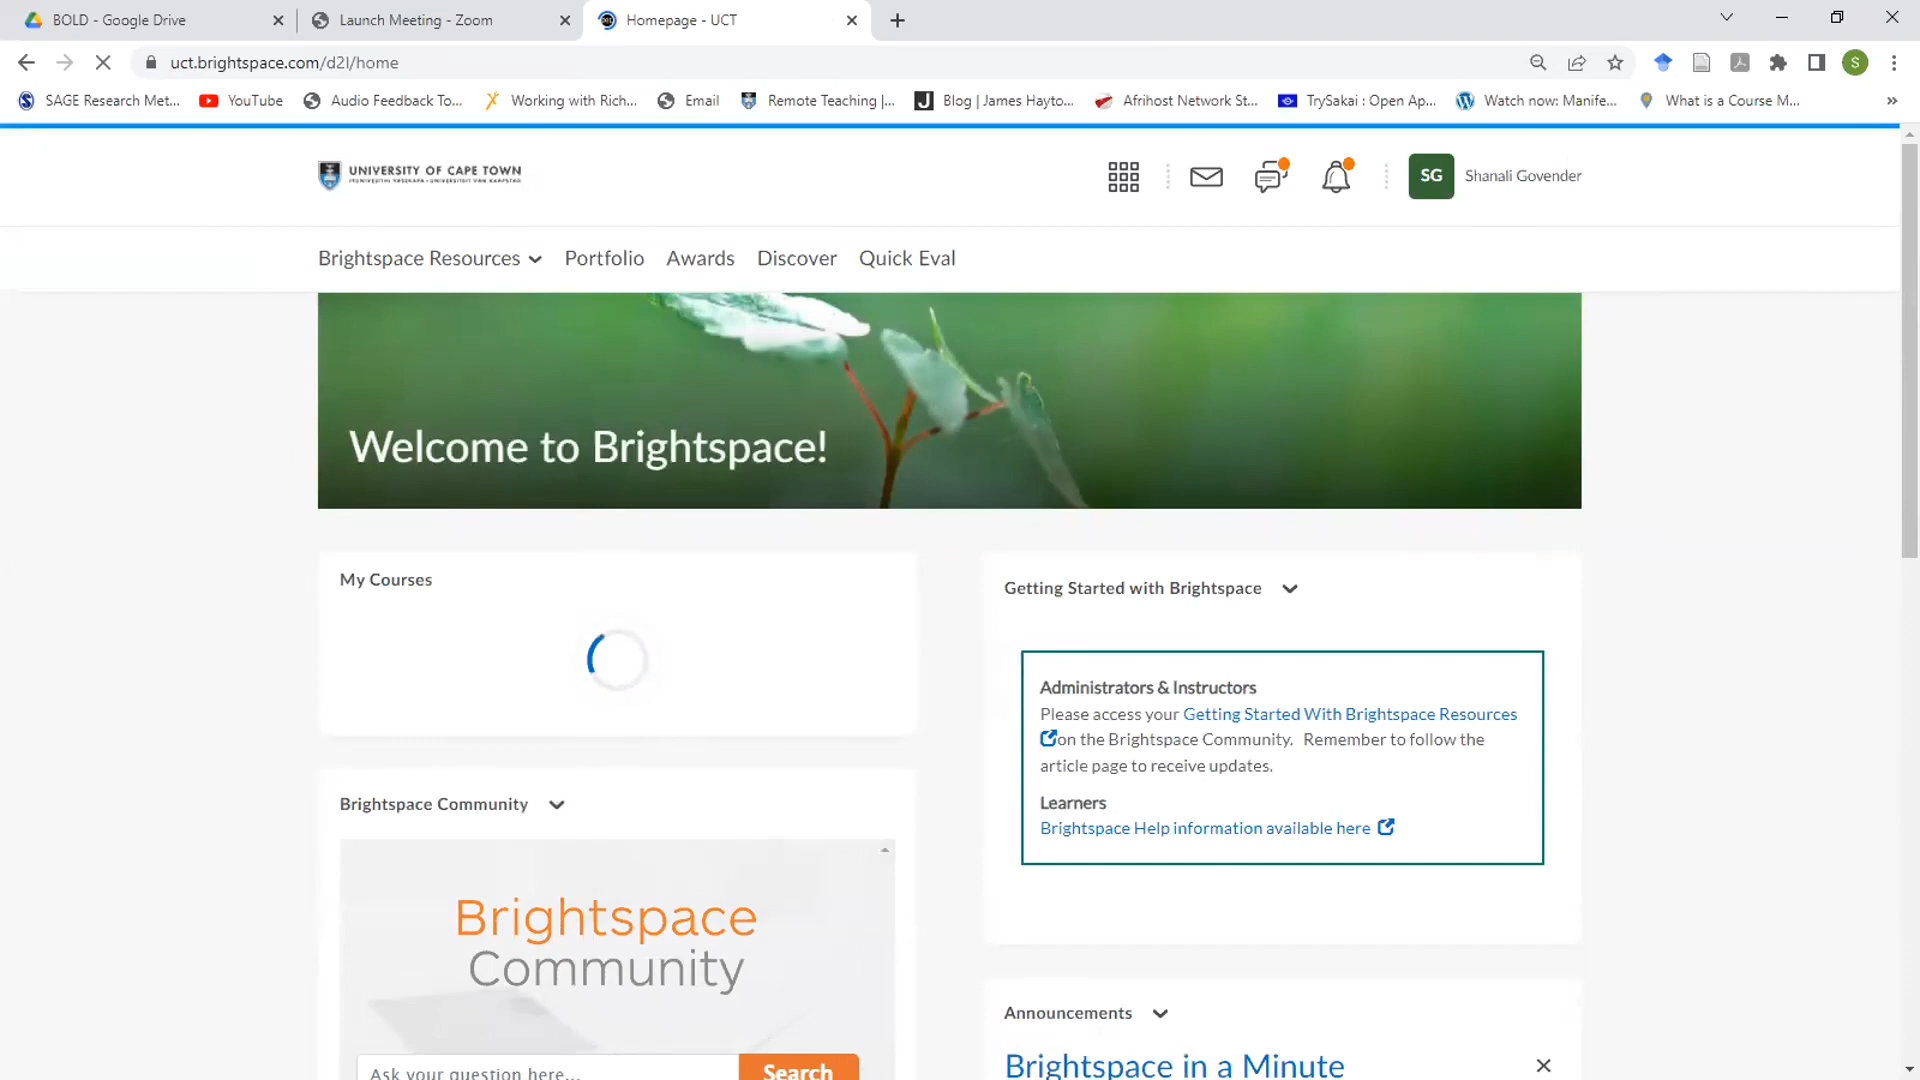 BOLD - Google Drive
Launch Meeting - Zoom
Homepage - UCT
uct.brightspace.com/d2l/home
S
SAGE Research Met...
YouTube
Audio Feedback To...
Working with Rich...
Email
Remote Teaching |...
Blog | James Hayto...
Afrihost Network St...
TrySakai : Open Ap...
Watch now: Manife...
What is a Course M...
»
UNIVERSITY OF CAPE TOWN
SG
Shanali Govender
Brightspace Resources
Portfolio
Awards
Discover
Quick Eval
Welcome to Brightspace!
My Courses
Getting Started with Brightspace
Administrators & Instructors
Please access your Getting Started With Brightspace Resources
on the Brightspace Community. Remember to follow the
article page to receive updates.
Learners
Brightspace Help information available here
Brightspace Community
Brightspace
Community
Ask your question here...
Search
Announcements
Brightspace in a Minute